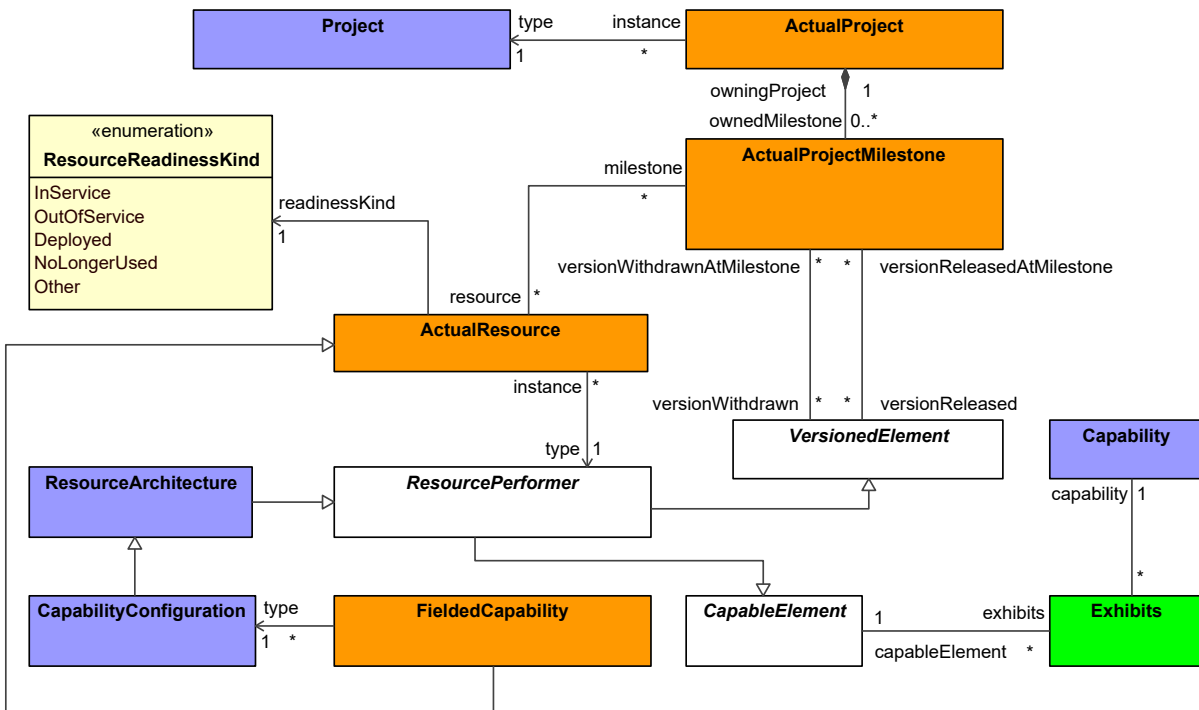 Project
type
instance
1
*
ActualProject
owningProject
1
ownedMilestone
0..*
«enumeration»
ResourceReadinessKind
InService
OutOfService
Deployed
NoLongerUsed
Other
readinessKind
1
milestone
*
ActualProjectMilestone
versionWithdrawnAtMilestone
*
*
versionReleasedAtMilestone
resource
*
ActualResource
instance
*
versionWithdrawn
*
*
versionReleased
type
1
VersionedElement
Capability
ResourceArchitecture
ResourcePerformer
capability
1
*
CapabilityConfiguration
type
1
*
FieldedCapability
CapableElement
1
exhibits
capableElement
*
Exhibits